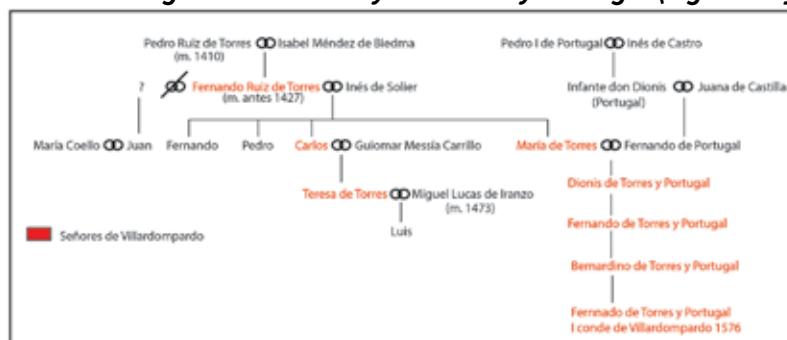 Pedro Ruiz de Torres Isabel Méndez de Biedma
(m. 1410)
Pedro I de Portugal Inés de Castro
? Fernando Ruiz de Torres Inés de Solier
(m. antes 1427)
Infante don Dionis Juana de Castilla
(Portugal)
María Coello Juan Fernando Pedro Carlos Guiomar Messía Carrillo María de Torres Fernando de Portugal
Dionis de Torres y Portugal
Teresa de Torres Miguel Lucas de Iranzo
(m. 1473)
Luis
Fernando de Torres y Portugal
Señores de Villardompardo
Bernardino de Torres y Portugal
Fernnado de Torres y Portugal
I conde de Villardompardo 1576